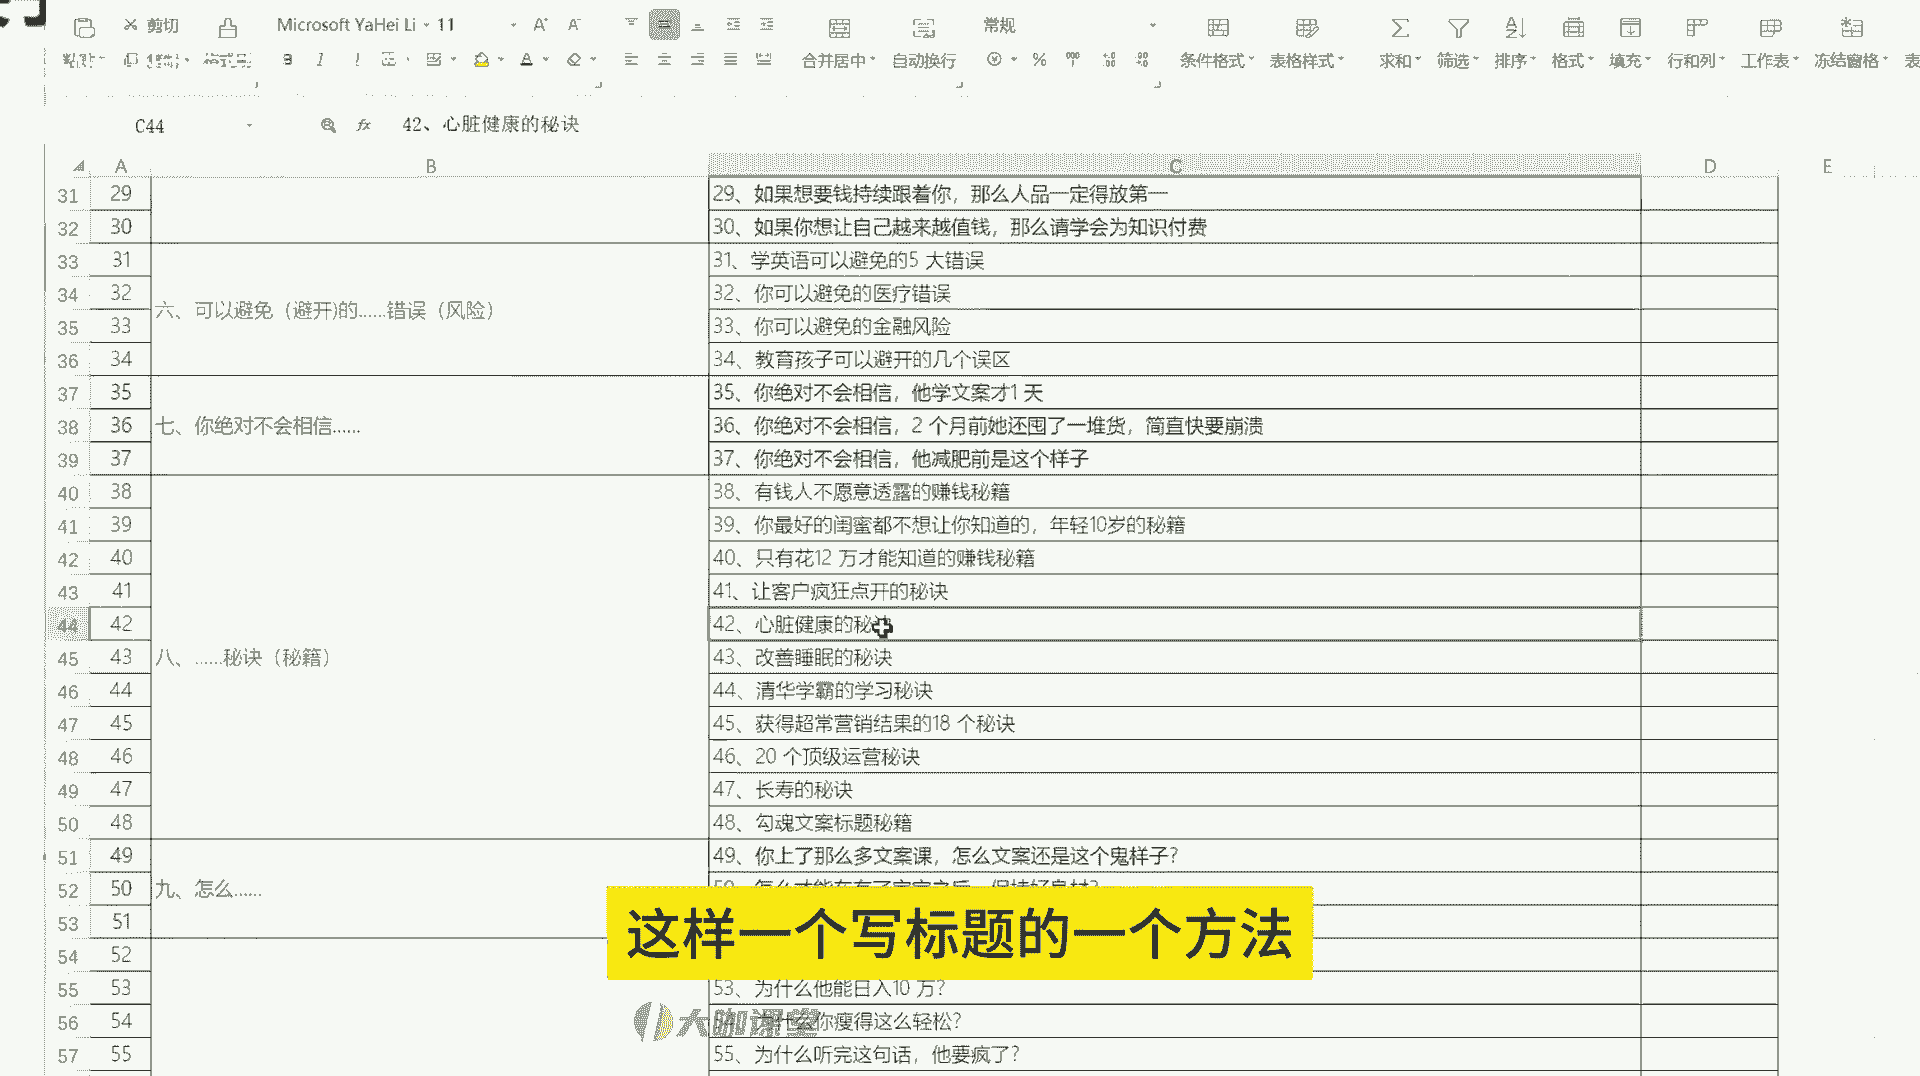 剪切 Microsoft YaHei Li 11 A⁺ A⁻ 常规
B I 合并居中 自动换行 % 条件格式 表格样式 求和 筛选 排序 格式 填充 行和列 工作表 冻结窗格 表
C44 fx 42、心脏健康的秘诀
A B C D E
31 29 29、如果想要钱持续跟着你，那么人品一定得放第一
32 30 30、如果你想让自己越来越值钱，那么请学会为知识付费
33 31 31、学英语可以避免的5 大错误
34 32 32、你可以避免的医疗错误
六、可以避免（避开)的......错误（风险）
35 33 33、你可以避免的金融风险
36 34 34、教育孩子可以避开的几个误区
37 35 35、你绝对不会相信，他学文案才1 天
38 36 七、你绝对不会相信...... 36、你绝对不会相信，2 个月前她还囤了一堆货，简直快要崩溃
39 37 37、你绝对不会相信，他减肥前是这个样子
40 38 38、有钱人不愿意透露的赚钱秘籍
41 39 39、你最好的闺蜜都不想让你知道的，年轻10岁的秘籍
42 40 40、只有花12 万才能知道的赚钱秘籍
43 41 41、让客户疯狂点开的秘诀
44 42 42、心脏健康的秘
45 43 八、......秘诀（秘籍） 43、改善睡眠的秘诀
46 44 44、清华学霸的学习秘诀
47 45 45、获得超常营销结果的18 个秘诀
48 46 46、20 个顶级运营秘诀
49 47 47、长寿的秘诀
50 48 48、勾魂文案标题秘籍
51 49 49、你上了那么多文案课，怎么文案还是这个鬼样子？
52 50 九、怎么......
53 51
这样一个写标题的一个方法
54 52
55 53 53、为什么他能日入10 万？
56 54 你瘦得这么轻松？
大咖课堂
57 55 55、为什么听完这句话，他要疯了？